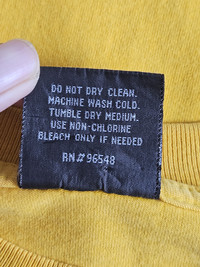 DO NOT DRY CLEAN.
MACHINE WASH COLD.
TUMBLE DRY MEDIUM.
USE NON-CHLORINE
BLEACH ONLY IF NEEDED
RN# 96548